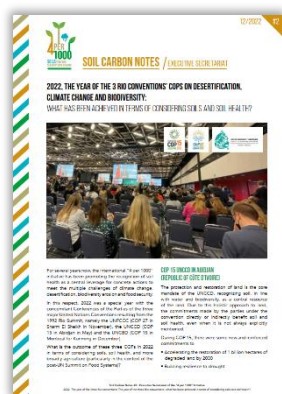 12/2022 #2
4 PER
1000
SOIL CARBON NOTES / EXECUTIVE SECRETARIAT
2022, THE YEAR OF THE 3 RIO CONVENTIONS' COPS ON DESERTIFICATION,
CLIMATE CHANGE AND BIODIVERSITY:
WHAT HAS BEEN ACHIEVED IN TERMS OF CONSIDERING SOILS AND SOIL HEALTH?
COP15
For several years now, the international "4 per 1000"
Initiative has been promoting the recognition of soil
health as a central leverage for concrete actions to
meet the multiple challenges of climate change,
desertification, biodiversity erosion and food security.
In this respect, 2022 was a special year with the
concomitant Conferences of the Parties of the three
major United Nations Conventions resulting from the
1992 Rio Summit, namely the UNFCCC (COP 27 in
Sharm El Sheikh in November), the UNCCD (COP
15 in Abidjan in May) and the UNCBD (COP 15 in
Montreal for Kunming in December).
What is the outcome of these three COPs in 2022
in terms of considering soils, soil health, and more
broadly agriculture (particularly in the context of the
post-UN Summit on Food Systems)?
COP 15 UNCCD IN ABIDJAN
(REPUBLIC OF CÔTE D'IVOIRE)
The protection and restoration of land is the core
mandate of the UNCCD, recognizing soil, in line
with water and biodiversity, as a central resource
of the land. Due to the holistic approach to land,
the commitments made by the parties under the
convention directly or indirectly benefit soil and
soil health, even when it is not always explicitly
During COP 15, there were some new and enhanced
commitments to:
Accelerating the restoration of 1 billion hectares of
degraded land by 2030
Building resilience to drought